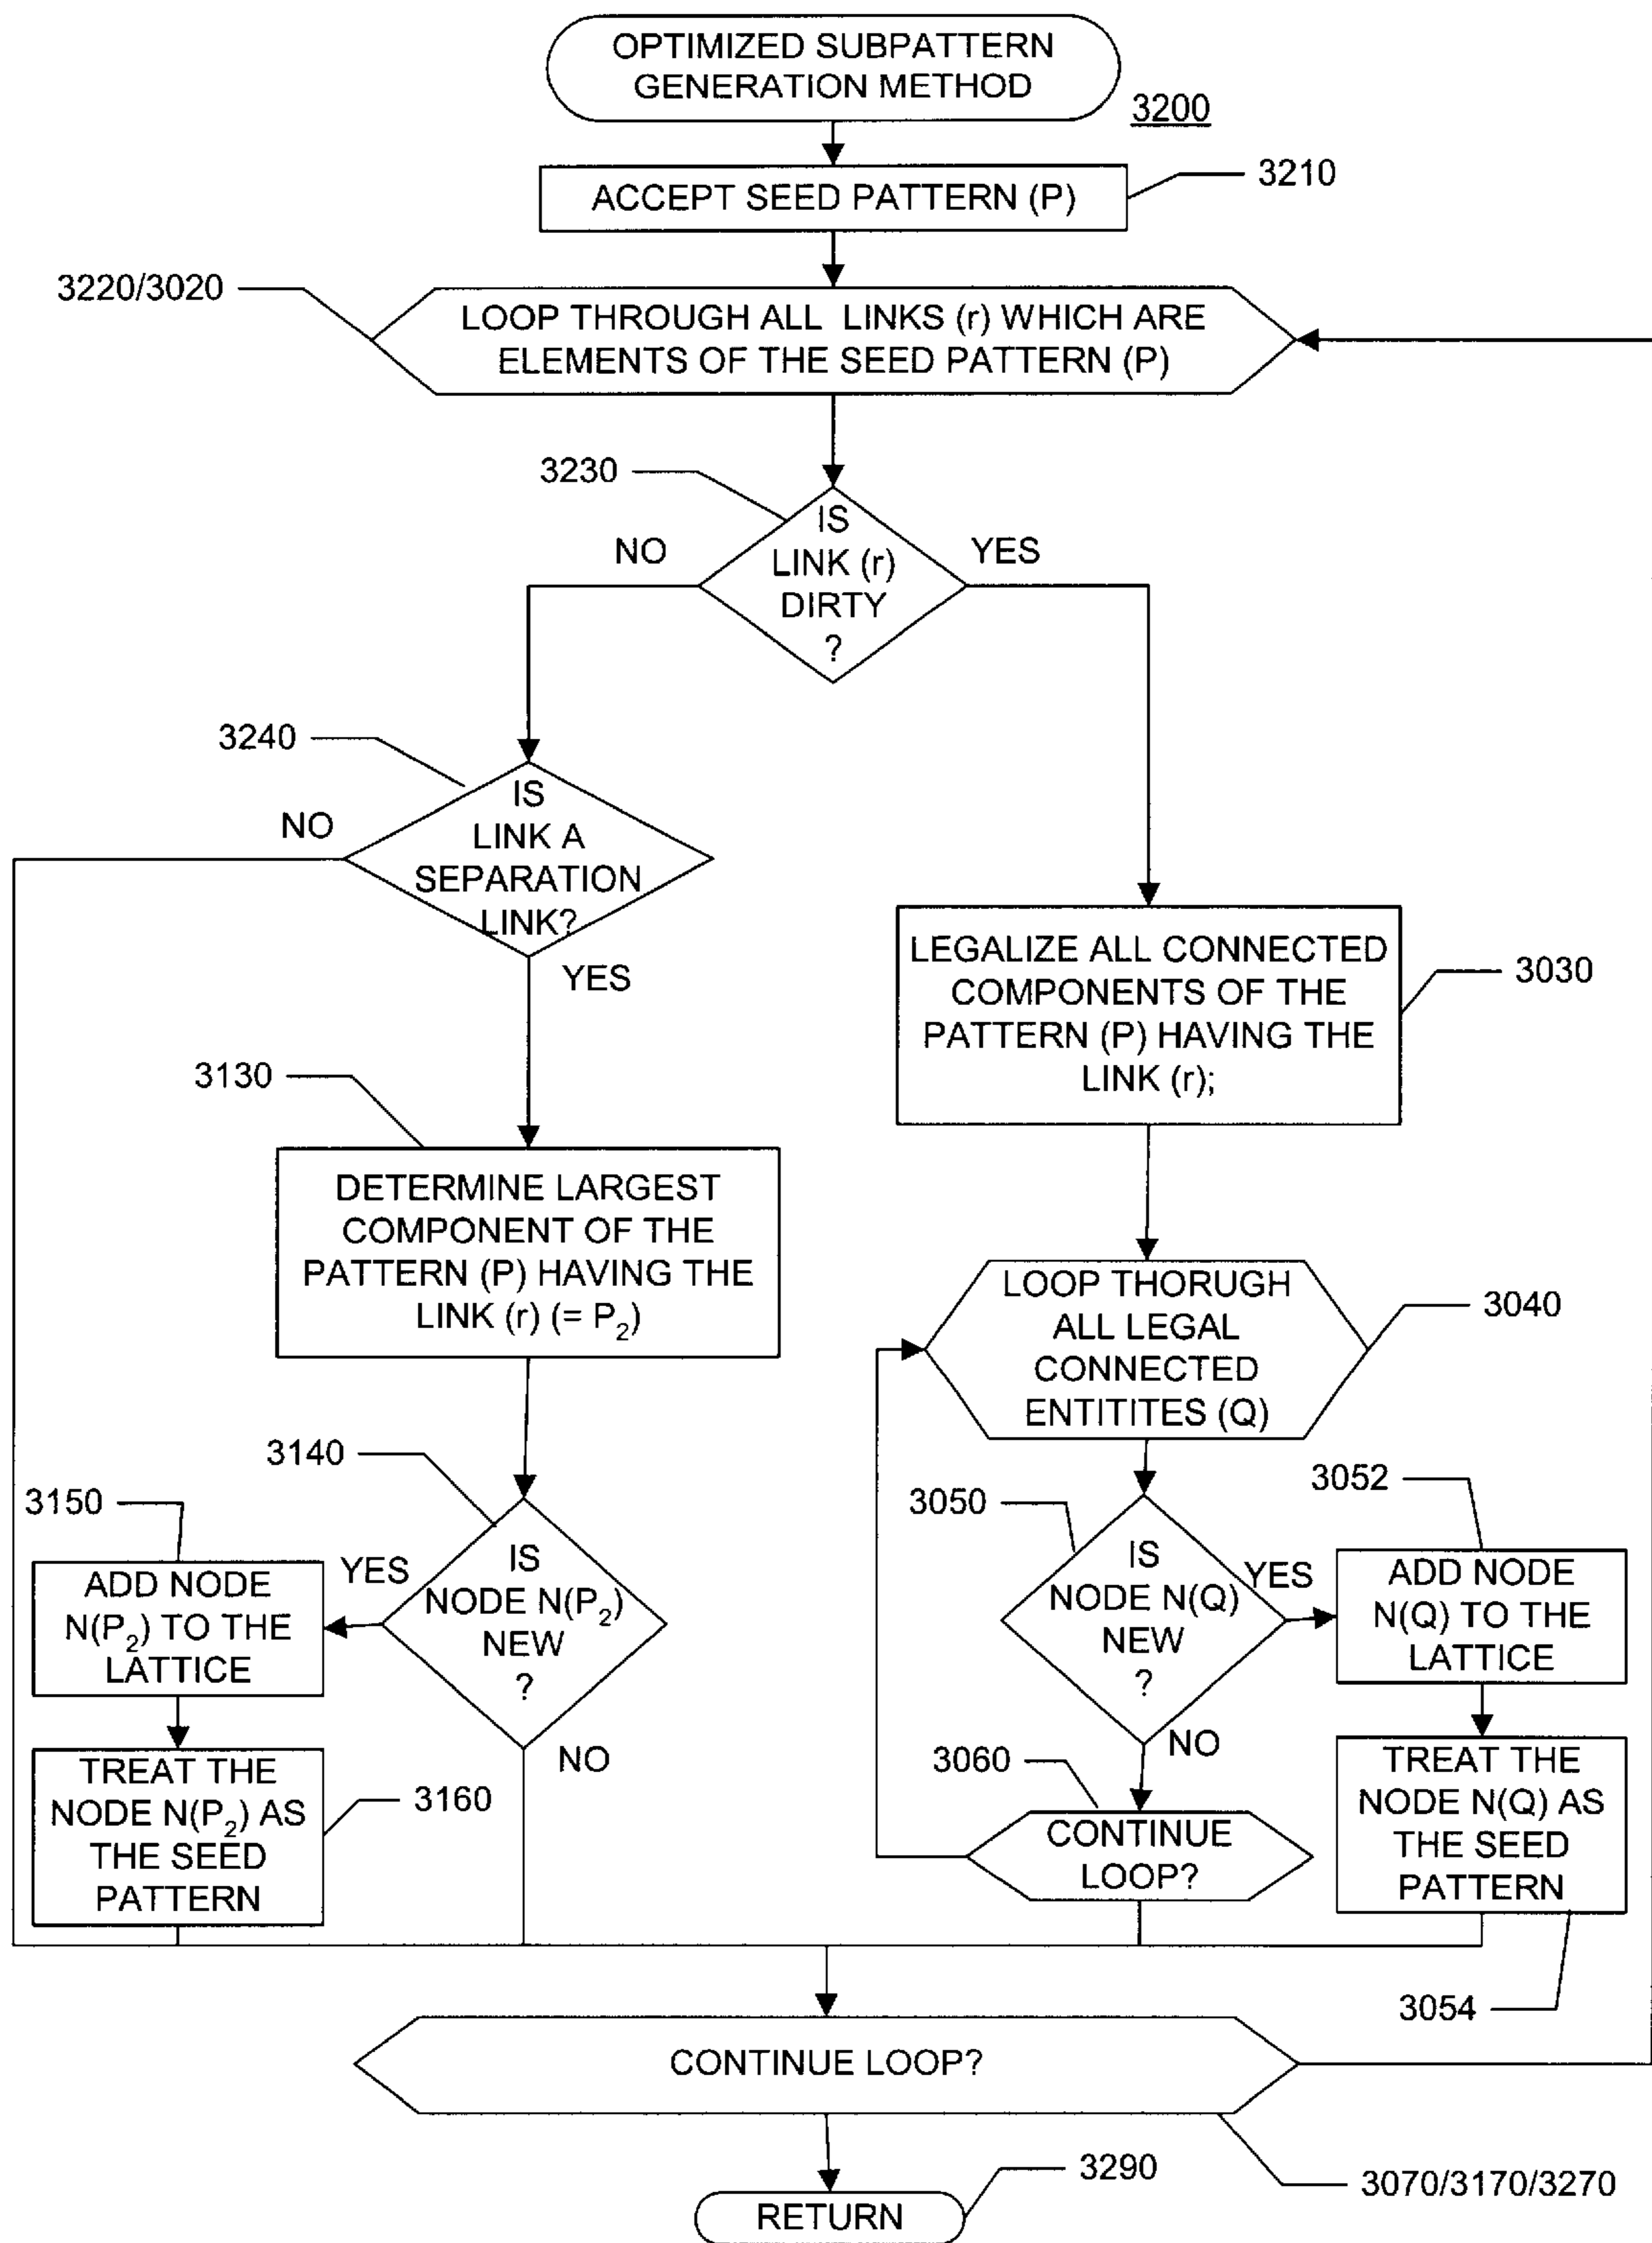 OPTIMIZED SUBPATTERN
GENERATION METHOD
3200
ACCEPT SEED PATTERN (P)
3210
3220/3020
LOOP THROUGH ALL LINKS (r) WHICH ARE
ELEMENTS OF THE SEED PATTERN (P)
3230
IS
LINK (r)
DIRTY
?
NO
YES
3240
IS
LINK A
SEPARATION
LINK?
NO
YES
LEGALIZE ALL CONNECTED
COMPONENTS OF THE
PATTERN (P) HAVING THE
LINK (r);
3030
3130
DETERMINE LARGEST
COMPONENT OF THE
PATTERN (P) HAVING THE
LINK (r) (= P₂)
LOOP THORUGH
ALL LEGAL
CONNECTED
ENTITITES (Q)
3040
3140
3150
IS
NODE N(P₂)
NEW
?
YES
NO
ADD NODE
N(P₂) TO THE
LATTICE
TREAT THE
NODE N(P₂) AS
THE SEED
PATTERN
3160
3050
IS
NODE N(Q)
NEW
?
YES
NO
3052
ADD NODE
N(Q) TO THE
LATTICE
3060
CONTINUE
LOOP?
TREAT THE
NODE N(Q) AS
THE SEED
PATTERN
3054
CONTINUE LOOP?
3070/3170/3270
RETURN
3290